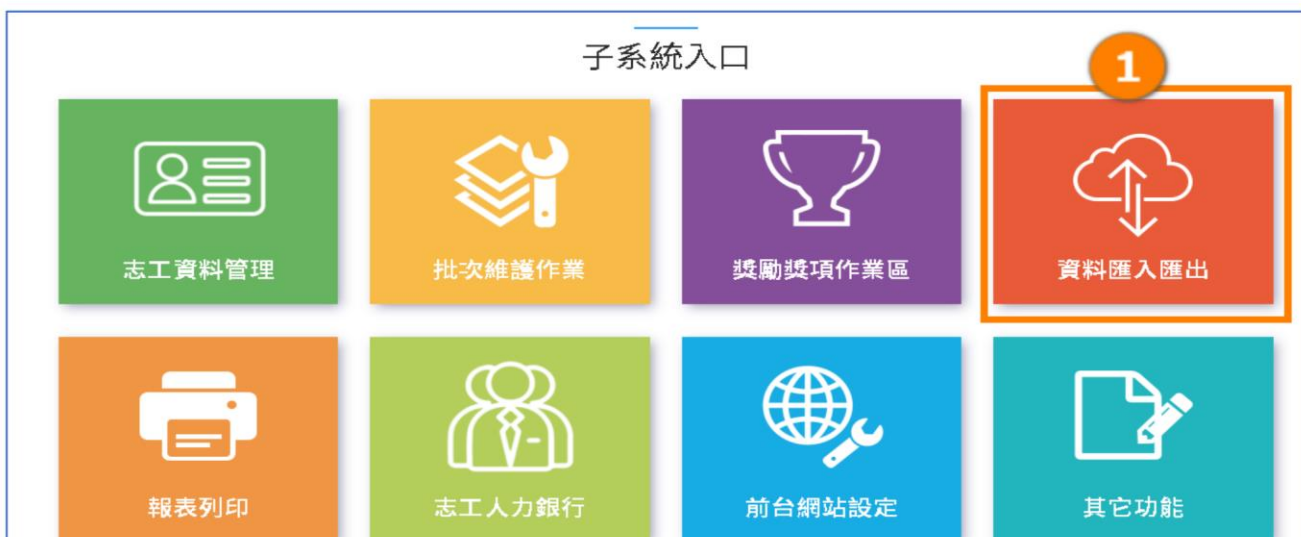 子系統入口
1
志工資料管理
批次維護作業
獎勵獎項作業區
資料匯入匯出
報表列印
志工人力銀行
前台網站設定
其它功能